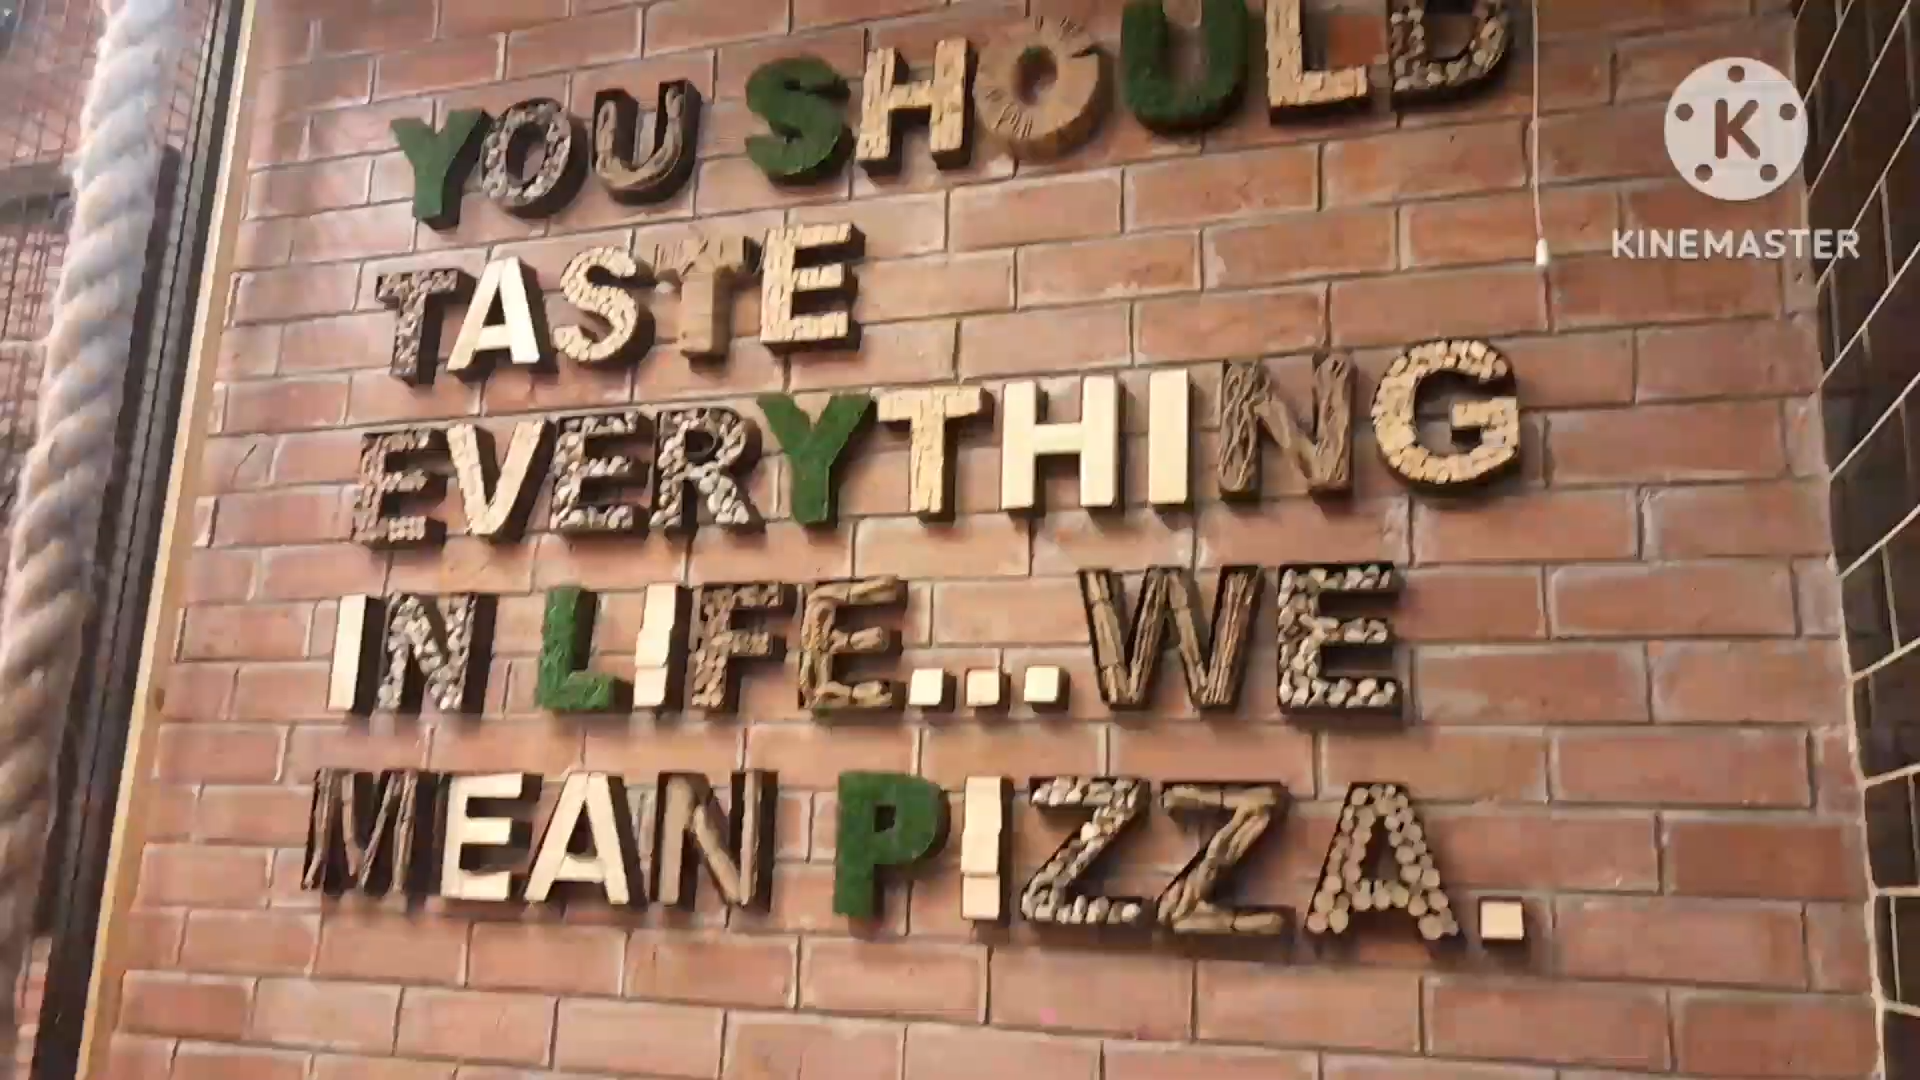 YOU SHOULD
TASTE
EVERYTHING
IN LIFE...WE
MEAN PIZZA.
K
KINEMASTER